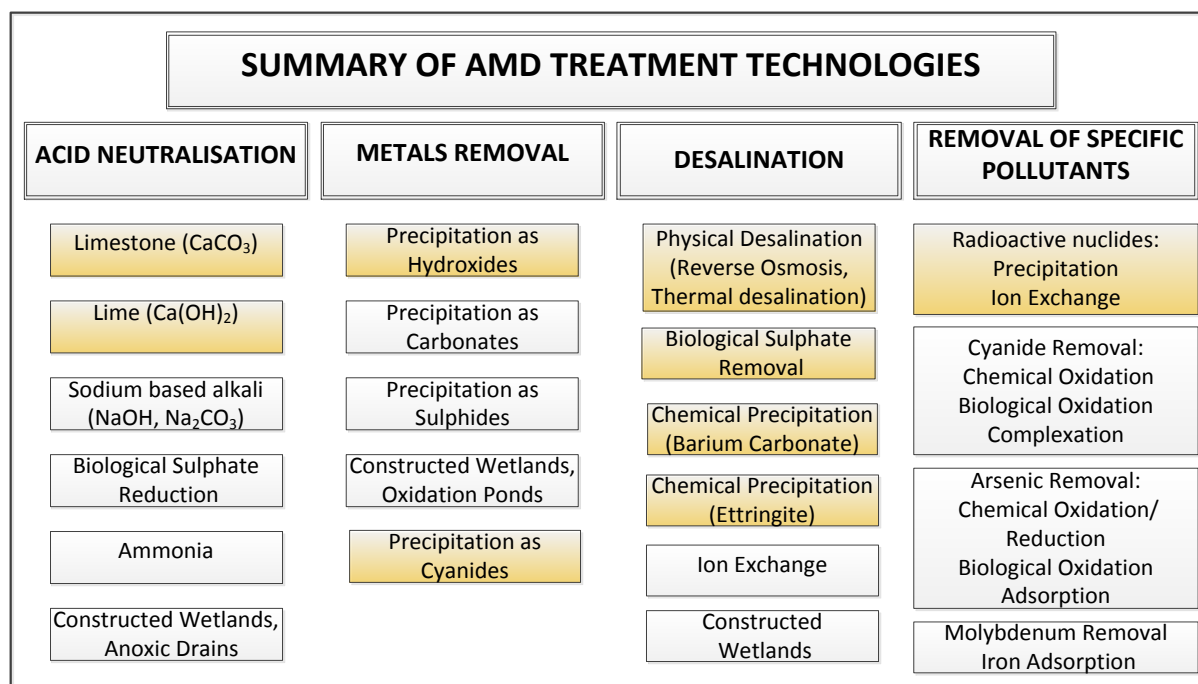 SUMMARY OF AMD TREATMENT TECHNOLOGIES
ACID NEUTRALISATION
Limestone (CaCO₃)
Lime (Ca(OH)₂)
Sodium based alkali
(NaOH, Na₂CO₃)
Biological Sulphate
Reduction
Ammonia
Constructed Wetlands,
Anoxic Drains
METALS REMOVAL
Precipitation as
Hydroxides
Precipitation as
Carbonates
Precipitation as
Sulphides
Constructed Wetlands,
Oxidation Ponds
Precipitation as
Cyanides
DESALINATION
Physical Desalination
(Reverse Osmosis,
Thermal desalination)
Biological Sulphate
Removal
Chemical Precipitation
(Barium Carbonate)
Chemical Precipitation
(Ettringite)
Ion Exchange
Constructed
Wetlands
REMOVAL OF SPECIFIC
POLLUTANTS
Radioactive nuclides:
Precipitation
Ion Exchange
Cyanide Removal:
Chemical Oxidation
Biological Oxidation
Complexation
Arsenic Removal:
Chemical Oxidation/
Reduction
Biological Oxidation
Adsorption
Molybdenum Removal
Iron Adsorption